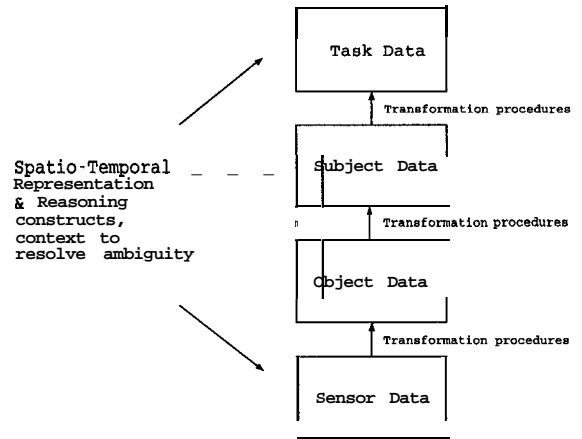 Task Data
Transformation procedures
Subject Data
Spatio-Temporal
Representation
& Reasoning
constructs,
context to
resolve ambiguity
Transformation procedures
Object Data
Transformation procedures
Sensor Data